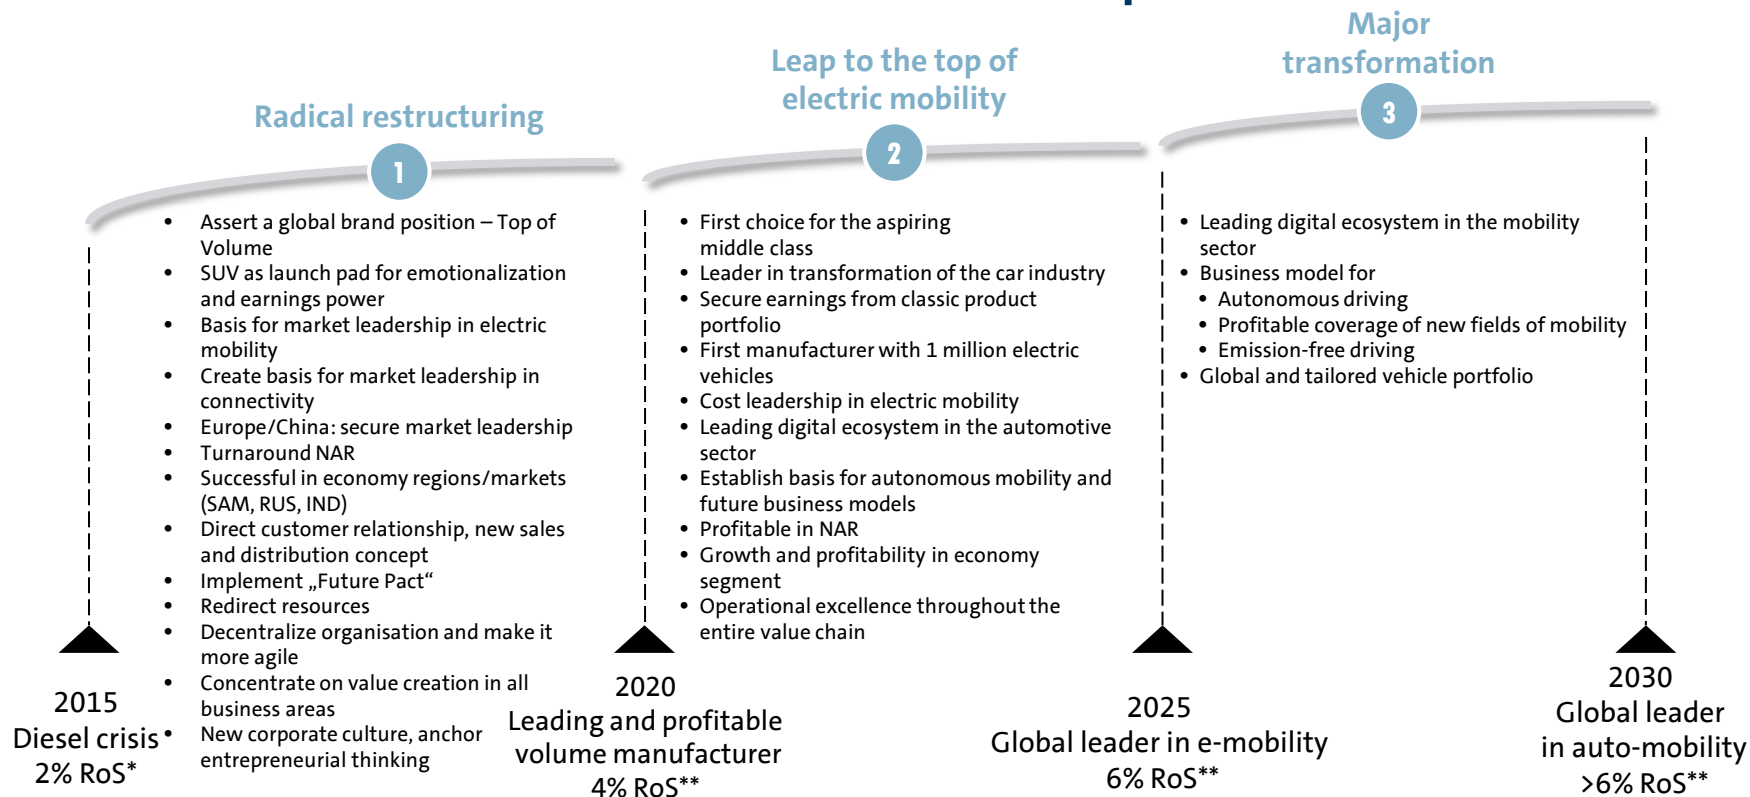 Radical restructuring
1
Assert a global brand position – Top of
Volume
SUV as launch pad for emotionalization
and earnings power
Basis for market leadership in electric
mobility
Create basis for market leadership in
connectivity
Europe/China: secure market leadership
Turnaround NAR
Successful in economy regions/markets
(SAM, RUS, IND)
Direct customer relationship, new sales
and distribution concept
Implement „Future Pact“
Redirect resources
Decentralize organisation and make it
more agile
Concentrate on value creation in all
business areas
New corporate culture, anchor
entrepreneurial thinking
Leap to the top of
electric mobility
2
First choice for the aspiring
middle class
Leader in transformation of the car industry
Secure earnings from classic product
portfolio
First manufacturer with 1 million electric
vehicles
Cost leadership in electric mobility
Leading digital ecosystem in the automotive
sector
Establish basis for autonomous mobility and
future business models
Profitable in NAR
Growth and profitability in economy
segment
Operational excellence throughout the
entire value chain
Major
transformation
3
Leading digital ecosystem in the mobility
sector
Business model for
Autonomous driving
Profitable coverage of new fields of mobility
Emission-free driving
Global and tailored vehicle portfolio
2015
Diesel crisis
2% RoS*
2020
Leading and profitable
volume manufacturer
4% RoS**
2025
Global leader in e-mobility
6% RoS**
2030
Global leader
in auto-mobility
>6% RoS**